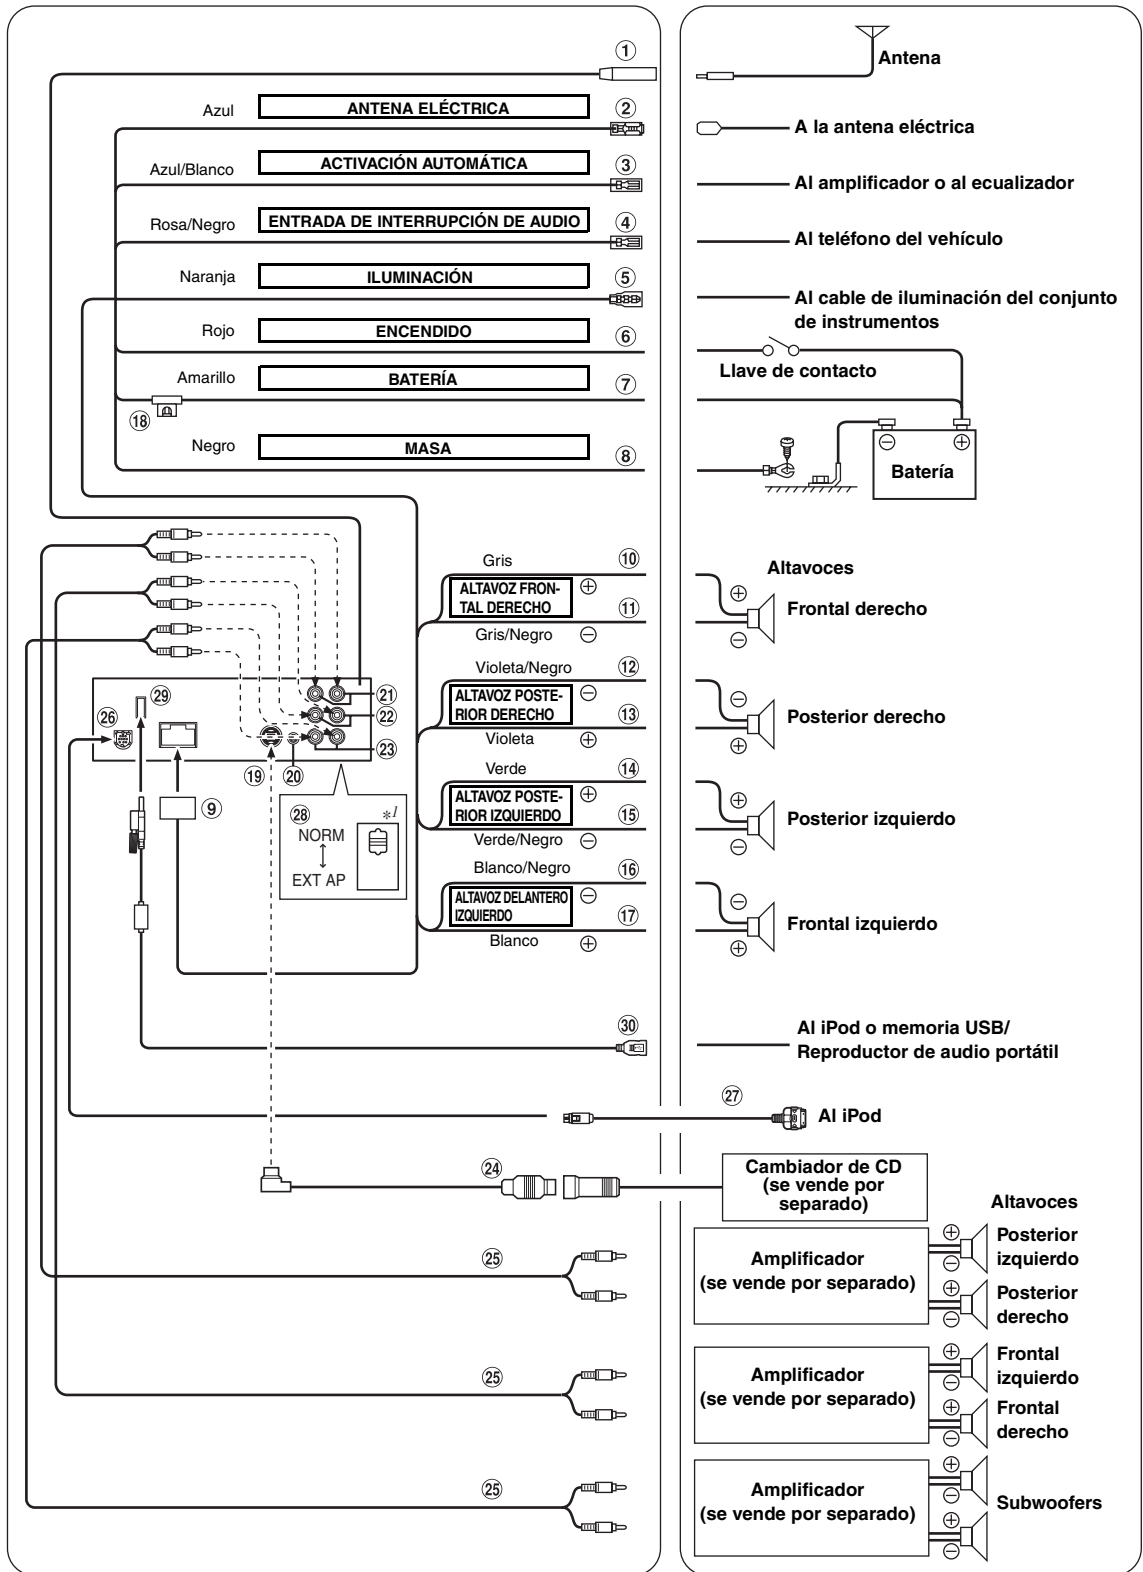 ①
Antena
Azul ANTENA ELÉCTRICA ②
A la antena eléctrica
Azul/Blanco ACTIVACIÓN AUTOMÁTICA ③
Al amplificador o al ecualizador
Rosa/Negro ENTRADA DE INTERRUPCIÓN DE AUDIO ④
Al teléfono del vehículo
Naranja ILUMINACIÓN ⑤
Al cable de iluminación del conjunto
de instrumentos
Rojo ENCENDIDO ⑥
Llave de contacto
Amarillo BATERÍA ⑦
⑱
Negro MASA ⑧
⊖ ⊕
Batería
Gris ⑩
ALTAVOZ FRON-
TAL DERECHO ⊕
⑪
Gris/Negro ⊖
Altavoces
⊕
Frontal derecho
⊖
Violeta/Negro ⑫
ALTAVOZ POSTE-
RIOR DERECHO ⊖
⑬
Violeta ⊕
⊖
Posterior derecho
⊕
Verde ⑭
ALTAVOZ POSTE-
RIOR IZQUIERDO ⊕
⑮
Verde/Negro ⊖
⊕
Posterior izquierdo
⊖
Blanco/Negro ⑯
ALTAVOZ DELANTERO
IZQUIERDO ⊖
⑰
Blanco ⊕
⊖
Frontal izquierdo
⊕
㉙
㉑
㉖
㉒
㉓
⑲ ⑳
⑨
㉘ *1
NORM
EXT AP
㉚
Al iPod o memoria USB/
Reproductor de audio portátil
㉗
Al iPod
㉔
Cambiador de CD
(se vende por
separado)
Altavoces
㉕
Amplificador
(se vende por separado)
⊕
⊖
Posterior
izquierdo
⊕
⊖
Posterior
derecho
㉕
Amplificador
(se vende por separado)
⊕
⊖
Frontal
izquierdo
⊕
⊖
Frontal
derecho
㉕
Amplificador
(se vende por separado)
⊕
⊖
Subwoofers
⊕
⊖